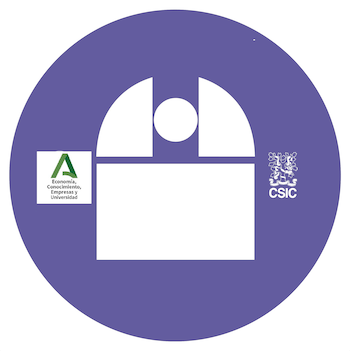 Economía,
Conocimiento,
Empresas y
Universidad
CSIC